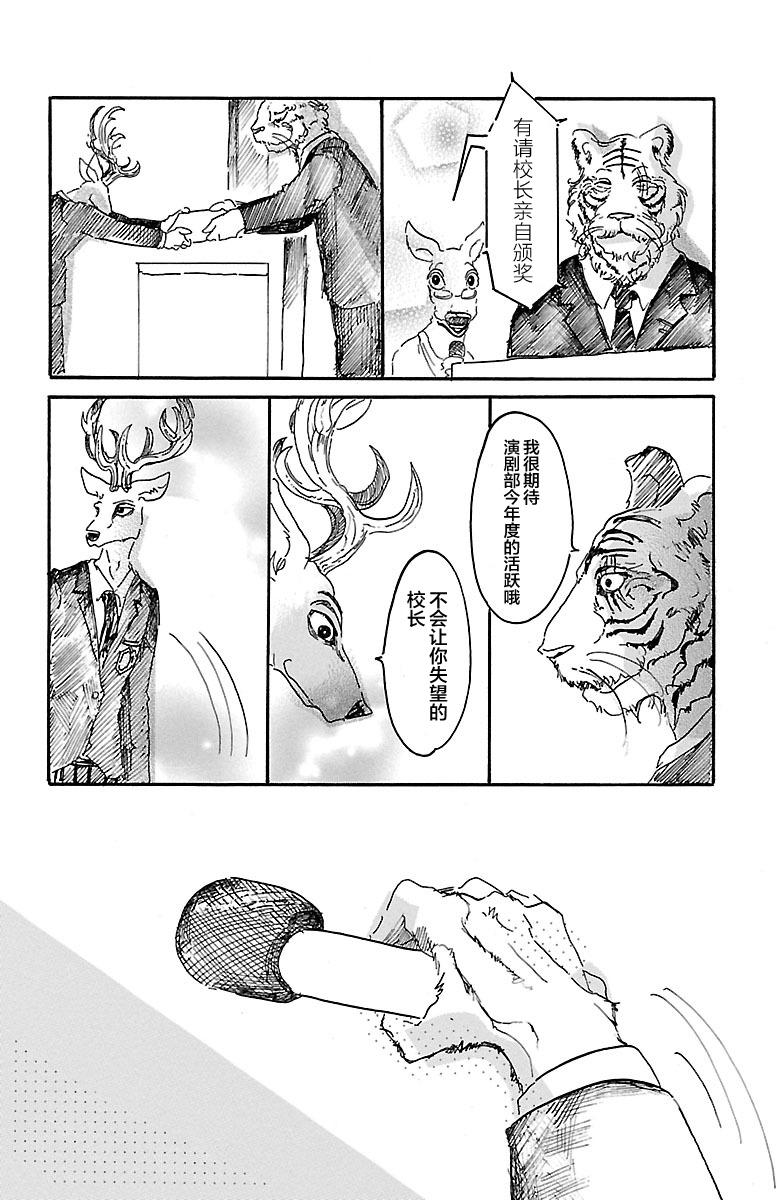 有请校长亲自颁奖
我很期待
演剧部今年度的活跃哦
不会让你失望的
校长